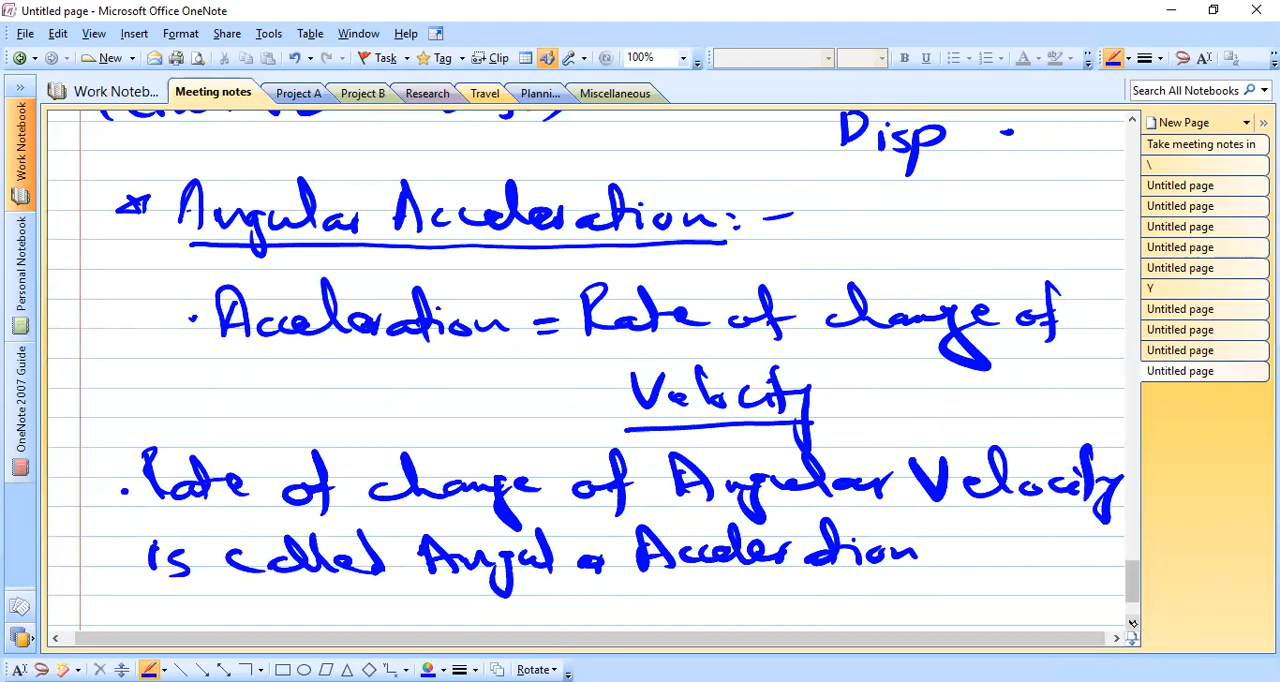 Untitled page - Microsoft Office OneNote
File Edit View Insert Format Share Tools Table Window Help
New Task Tag Clip 100% B U A
» Work Noteb... Meeting notes Project A Project B Research Travel Planni... Miscellaneous Search All Notebooks
Work Notebook
Personal Notebook
OneNote 2007 Guide
Disp -
* Angular Acceleration: -
. Acceleration = Rate of change of
Velocity
. Rate of change of Angular Velocity
is called Angular Acceleration
New Page »
Take meeting notes in
\
Untitled page
Untitled page
Untitled page
Untitled page
Untitled page
Y
Untitled page
Untitled page
Untitled page
Untitled page
A Rotate